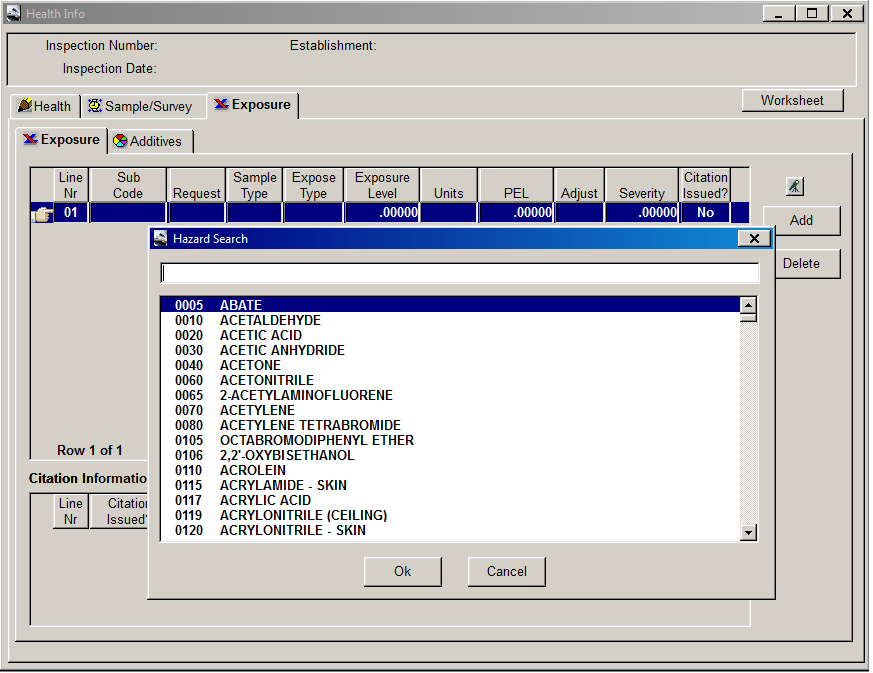 Health Info
Inspection Number: Establishment:
Inspection Date:
Health Sample/Survey Exposure Worksheet
Exposure Additives
Line Nr Sub Code Request Sample Type Expose Type Exposure Level Units PEL Adjust Severity Citation Issued?
01 .00000 .00000 .00000 No
Add
Delete
Hazard Search
0005 ABATE
0010 ACETALDEHYDE
0020 ACETIC ACID
0030 ACETIC ANHYDRIDE
0040 ACETONE
0060 ACETONITRILE
0065 2-ACETYLAMINOFLUORENE
0070 ACETYLENE
0080 ACETYLENE TETRABROMIDE
0105 OCTABROMODIPHENYL ETHER
0106 2,2'-OXYBISETHANOL
0110 ACROLEIN
0115 ACRYLAMIDE - SKIN
0117 ACRYLIC ACID
0119 ACRYLONITRILE (CEILING)
0120 ACRYLONITRILE - SKIN
Ok Cancel
Row 1 of 1
Citation Informatio
Line Nr Citation Issued?